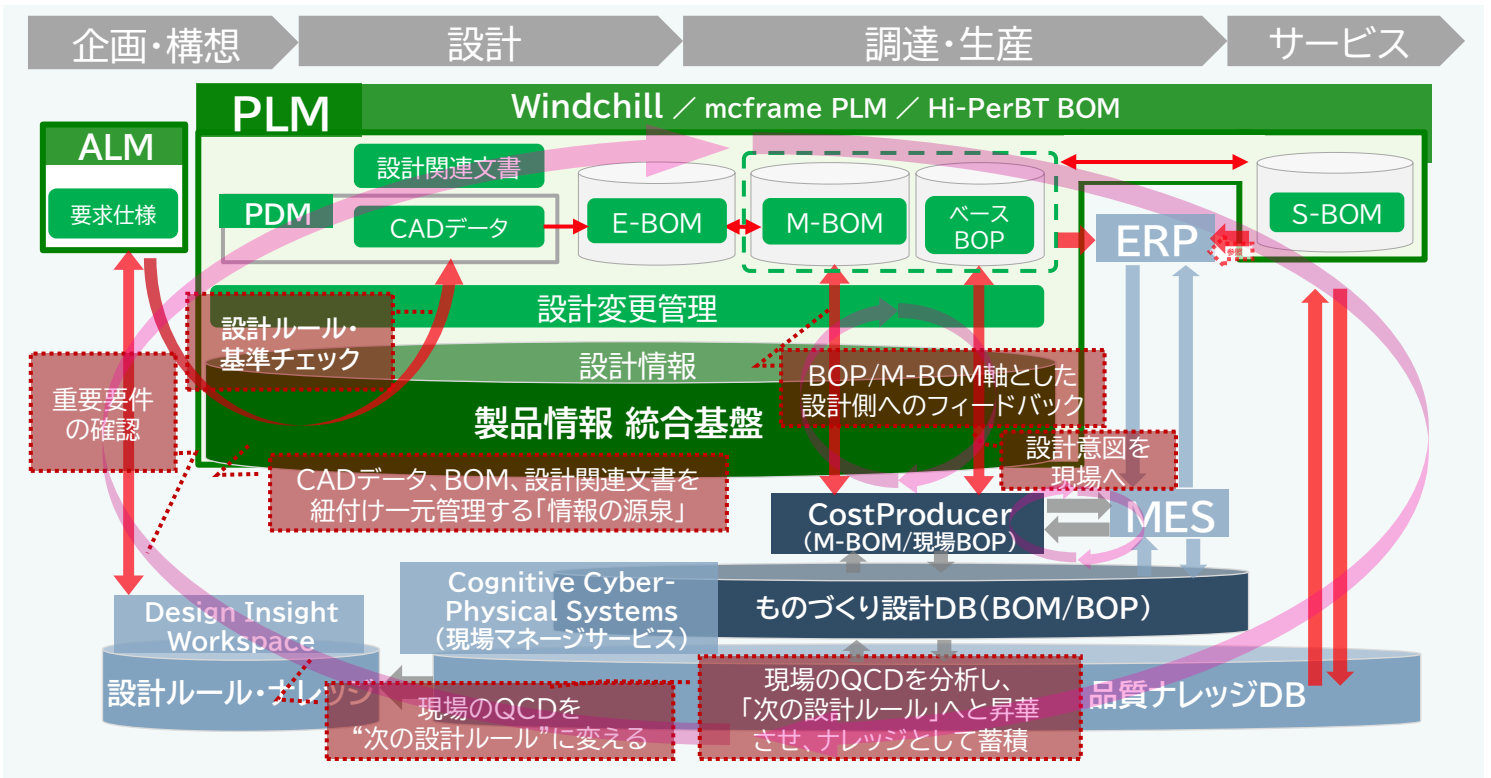 企画・構想
設計
調達・生産
サービス
PLM
Windchill / mcframe PLM / Hi-PerBT BOM
ALM
要求仕様
設計関連文書
PDM
CADデータ
E-BOM
M-BOM
ベース
BOP
S-BOM
ERP
参照
設計変更管理
設計ルール・
基準チェック
設計情報
製品情報 統合基盤
重要要件
の確認
BOP/M-BOM軸とした
設計側へのフィードバック
設計意図を
現場へ
CADデータ、BOM、設計関連文書を
紐付け一元管理する「情報の源泉」
CostProducer
(M-BOM/現場BOP)
MES
Cognitive Cyber-
Physical Systems
(現場マネージサービス)
ものづくり設計DB(BOM/BOP)
Design Insight
Workspace
設計ルール・ナレッジ
現場のQCDを
“次の設計ルール”に変える
現場のQCDを分析し、
「次の設計ルール」へと昇華
させ、ナレッジとして蓄積
品質ナレッジDB